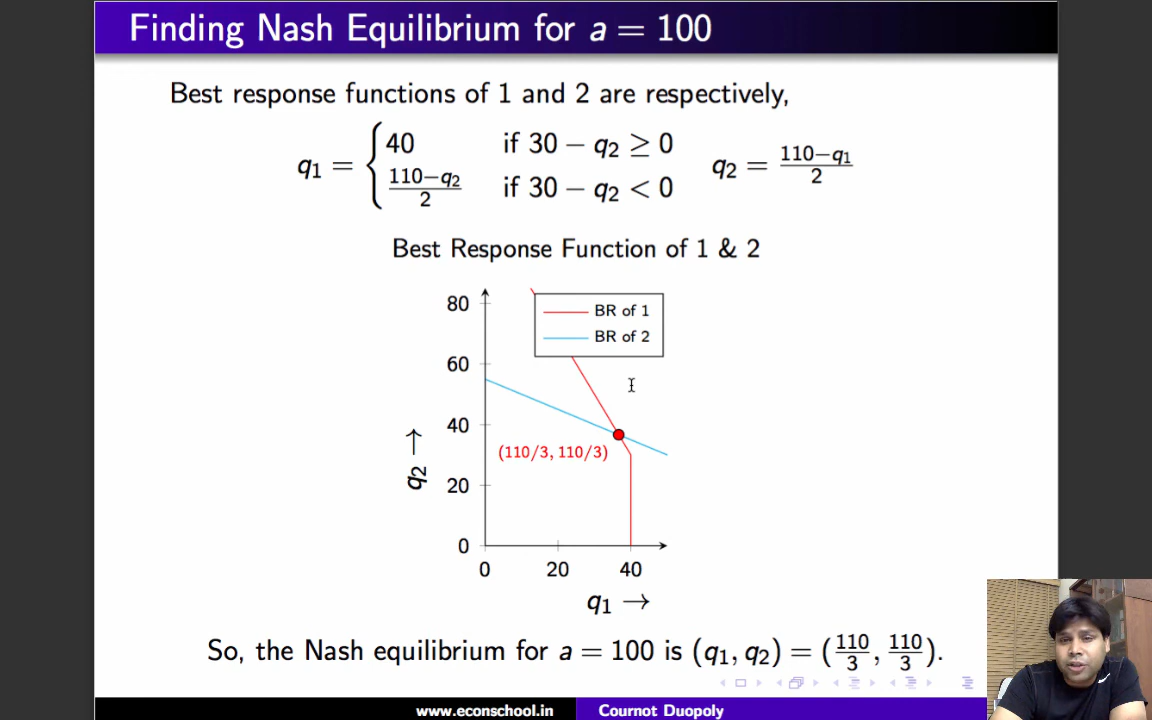 Finding Nash Equilibrium for a = 100
Best response functions of 1 and 2 are respectively,
q₁ = { 40 if 30 − q₂ ≥ 0
(110−q₂)/2 if 30 − q₂ < 0
q₂ = (110−q₁)/2
Best Response Function of 1 & 2
80
60
40
20
0
q₂ →
BR of 1
BR of 2
(110/3, 110/3)
0 20 40
q₁ →
So, the Nash equilibrium for a = 100 is (q₁, q₂) = (110/3, 110/3).
www.econschool.in Cournot Duopoly